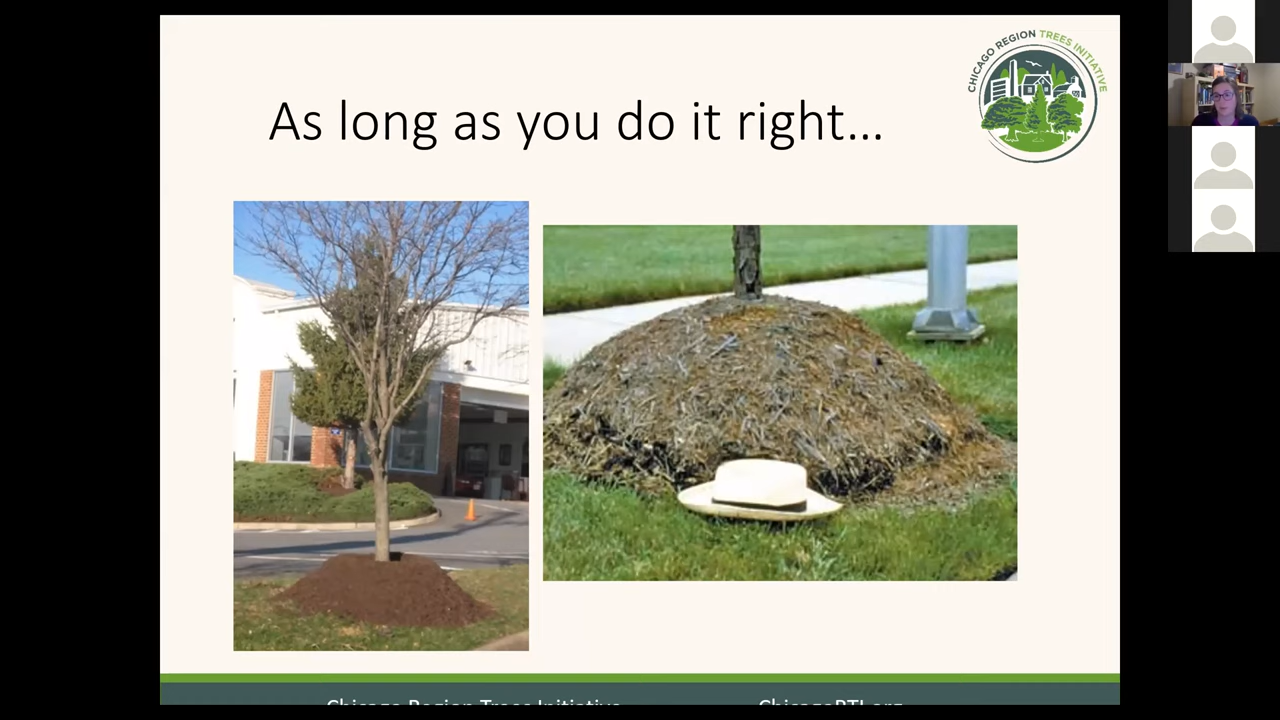 CHICAGO REGION TREES INITIATIVE
As long as you do it right...
Chicago Region Trees Initiative
ChicagoRTI.org